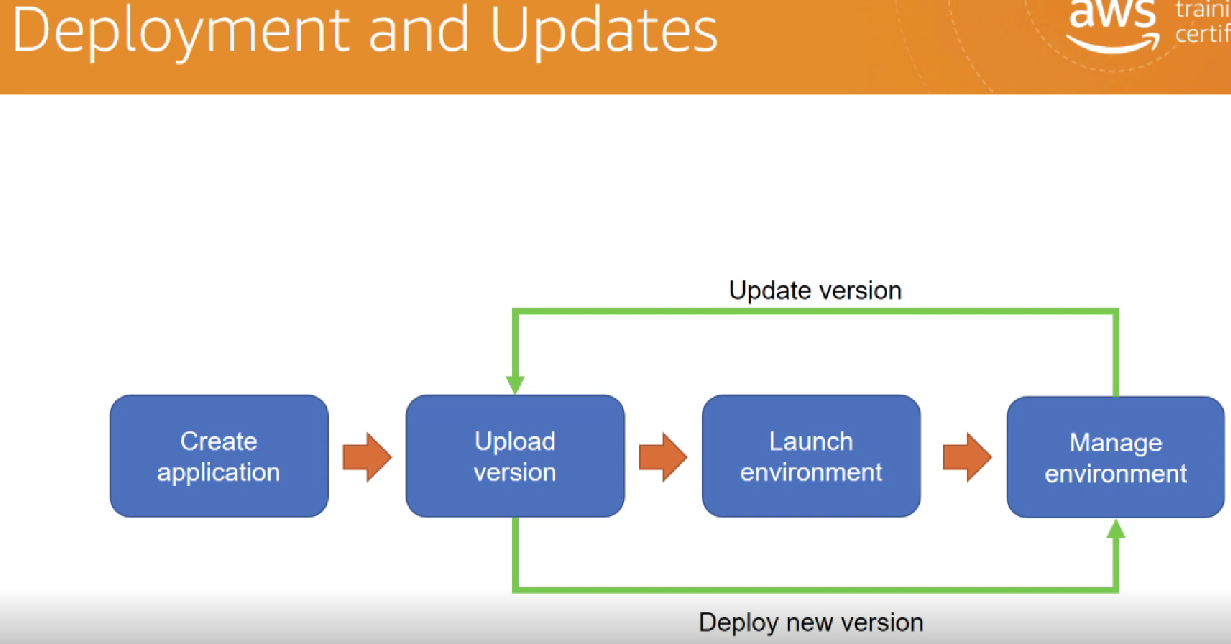 Deployment and Updates
aws
Update version
Create
application
Upload
version
Launch
environment
Manage
environment
Deploy new version